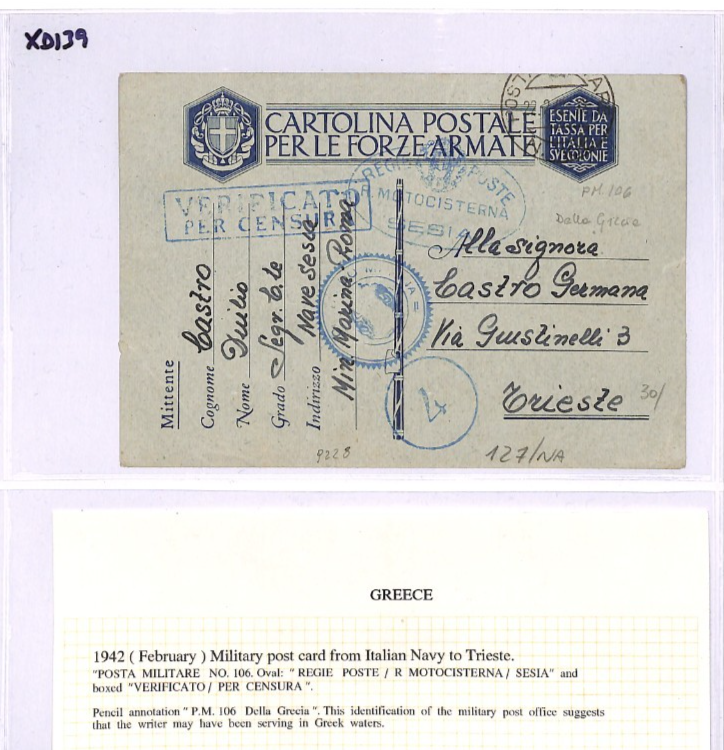 XD139
CARTOLINA POSTALE
PER LE FORZE ARMATE
ESENTE DA
TASSA PER
L'ITALIA E
SUE COLONIE
VERIFICATO
PER CENSURA
REGIE POSTE
R MOTOCISTERNA
SESIA
PM 106
Della Grecia
Alla Signora
Castro Germana
Via Giustinelli 3
Trieste
30/
Mittente
Cognome Castro
Nome Duilio
Grado Segr. C.te
Indirizzo Nave Sesia
Min. Marina - Roma
4
9228
127/NA
GREECE
1942 ( February ) Military post card from Italian Navy to Trieste.
"POSTA MILITARE NO. 106. Oval: " REGIE POSTE / R MOTOCISTERNA / SESIA" and
boxed "VERIFICATO / PER CENSURA ".
Pencil annotation " P.M. 106 Della Grecia ". This identification of the military post office suggests
that the writer may have been serving in Greek waters.